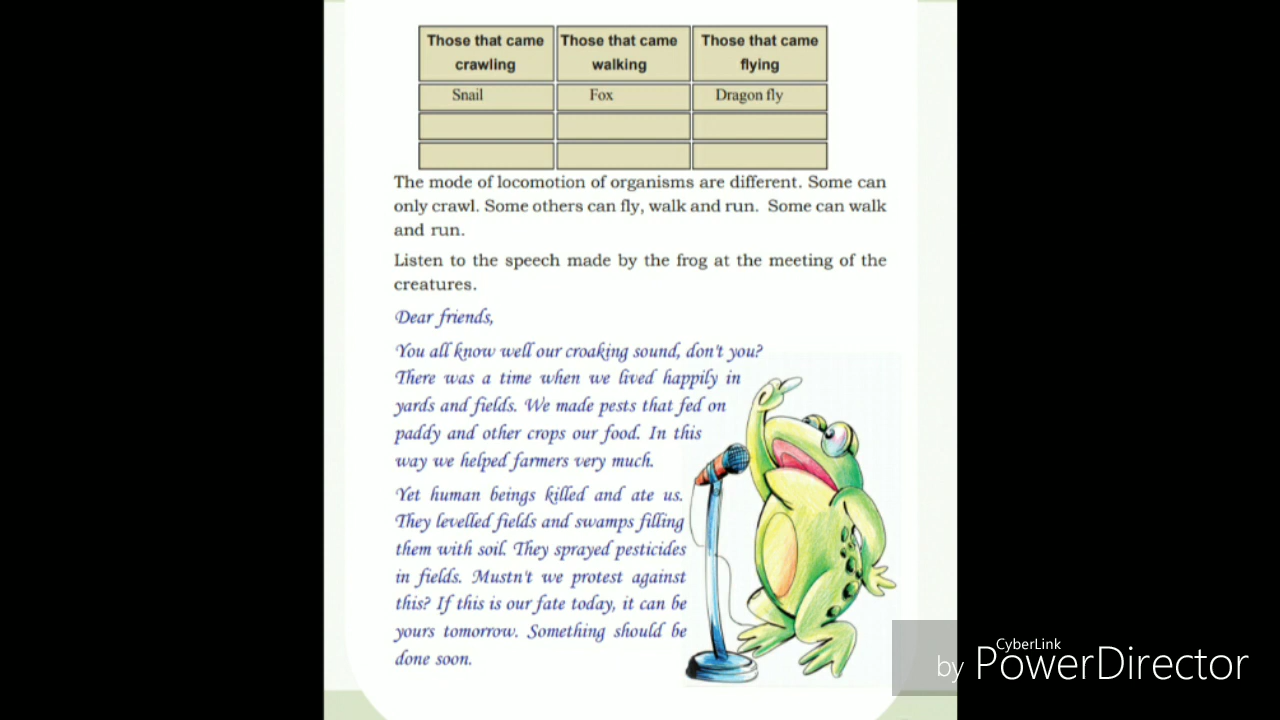 Those that came crawling
Those that came walking
Those that came flying
Snail
Fox
Dragon fly
The mode of locomotion of organisms are different. Some can
only crawl. Some others can fly, walk and run. Some can walk
and run.
Listen to the speech made by the frog at the meeting of the
creatures.
Dear friends,
You all know well our croaking sound, don't you?
There was a time when we lived happily in
yards and fields. We made pests that fed on
paddy and other crops our food. In this
way we helped farmers very much.
Yet human beings killed and ate us.
They levelled fields and swamps filling
them with soil. They sprayed pesticides
in fields. Mustn't we protest against
this? If this is our fate today, it can be
yours tomorrow. Something should be
done soon.
CyberLink
by PowerDirector